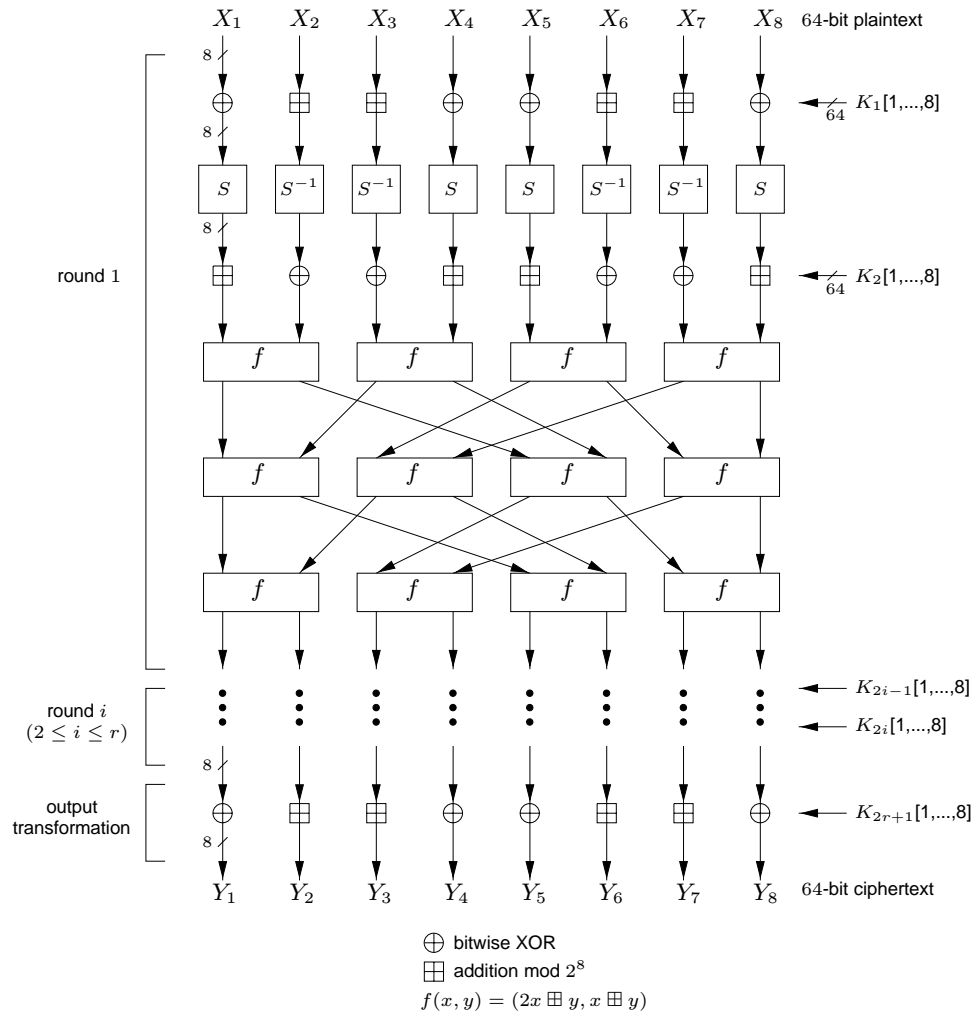 X₁ X₂ X₃ X₄ X₅ X₆ X₇ X₈ 64-bit plaintext
8
⊕ ⊞ ⊞ ⊕ ⊕ ⊞ ⊞ ⊕ 64 K₁[1,...,8]
8
S S⁻¹ S⁻¹ S S S⁻¹ S⁻¹ S
8
round 1 ⊞ ⊕ ⊕ ⊞ ⊞ ⊕ ⊕ ⊞ 64 K₂[1,...,8]
f f f f
f f f f
f f f f
K₂ᵢ₋₁[1,...,8]
round i
(2 ≤ i ≤ r)
K₂ᵢ[1,...,8]
8
output
transformation
⊕ ⊞ ⊞ ⊕ ⊕ ⊞ ⊞ ⊕ K₂ᵣ₊₁[1,...,8]
8
Y₁ Y₂ Y₃ Y₄ Y₅ Y₆ Y₇ Y₈ 64-bit ciphertext
⊕ bitwise XOR
⊞ addition mod 2⁸
f(x, y) = (2x ⊞ y, x ⊞ y)